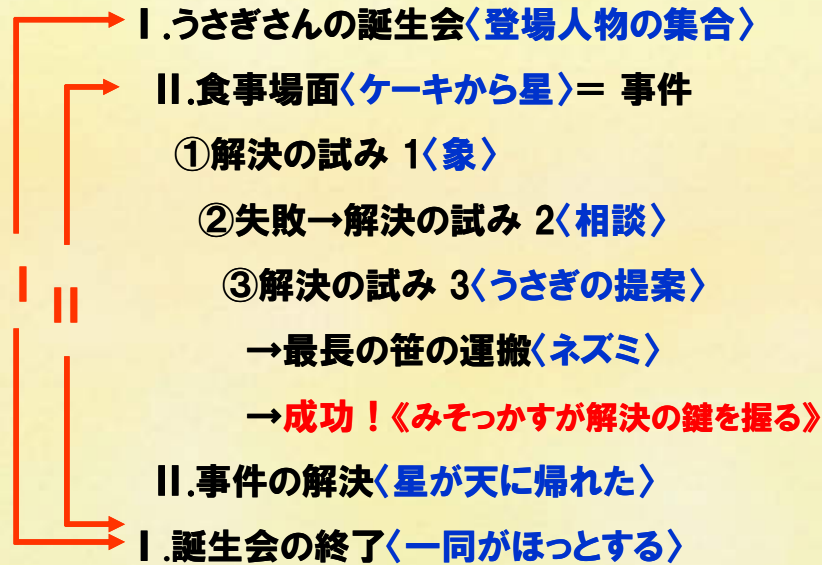 Ⅰ.うさぎさんの誕生会〈登場人物の集合〉
Ⅱ.食事場面〈ケーキから星〉＝ 事件
①解決の試み 1〈象〉
②失敗→解決の試み 2〈相談〉
③解決の試み 3〈うさぎの提案〉
→最長の笹の運搬〈ネズミ〉
→成功！《みそっかすが解決の鍵を握る》
Ⅱ.事件の解決〈星が天に帰れた〉
Ⅰ.誕生会の終了〈一同がほっとする〉
Ⅰ
Ⅱ